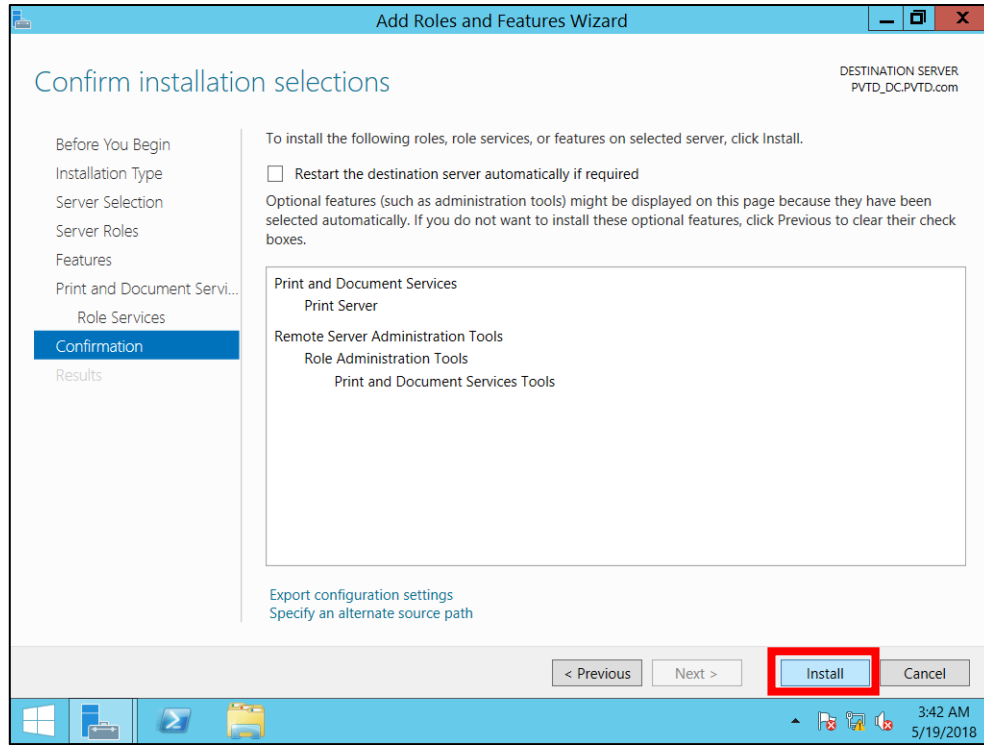 Add Roles and Features Wizard
Confirm installation selections
DESTINATION SERVER
PVTD_DC.PVTD.com
Before You Begin
Installation Type
Server Selection
Server Roles
Features
Print and Document Servi...
Role Services
Confirmation
Results
To install the following roles, role services, or features on selected server, click Install.
Restart the destination server automatically if required
Optional features (such as administration tools) might be displayed on this page because they have been
selected automatically. If you do not want to install these optional features, click Previous to clear their check
boxes.
Print and Document Services
Print Server
Remote Server Administration Tools
Role Administration Tools
Print and Document Services Tools
Export configuration settings
Specify an alternate source path
< Previous
Next >
Install
Cancel
3:42 AM
5/19/2018